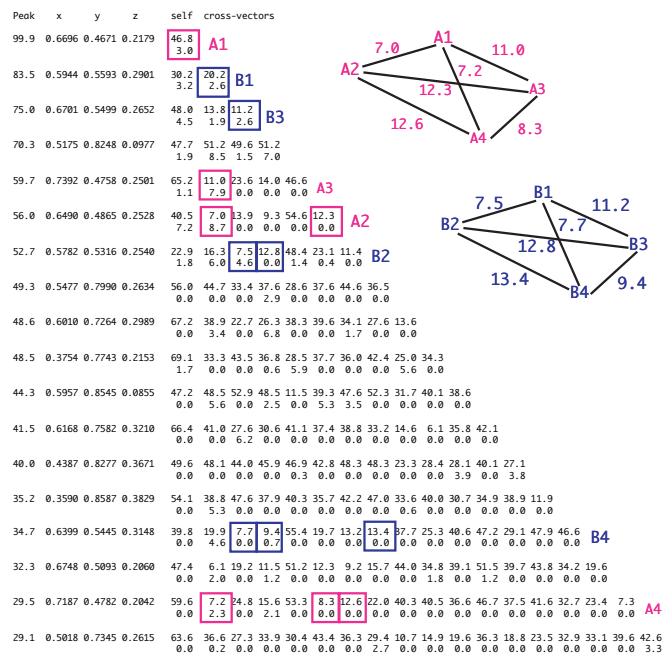 Peak x y z self cross-vectors
99.9 0.6696 0.4671 0.2179 46.8 A1
3.0
83.5 0.5944 0.5593 0.2901 30.2 20.2 B1
3.2 2.6
75.0 0.6701 0.5499 0.2652 48.0 13.8 11.2 B3
4.5 1.9 2.6
70.3 0.5175 0.8248 0.0977 47.7 51.2 49.6 51.2
1.9 8.5 1.5 7.0
59.7 0.7392 0.4758 0.2501 65.2 11.0 23.6 14.0 46.6 A3
1.1 7.9 0.0 0.0 0.0
56.0 0.6490 0.4865 0.2528 40.5 7.0 13.9 9.3 54.6 12.3 A2
7.2 8.7 0.0 0.0 0.0 0.0
52.7 0.5782 0.5316 0.2540 22.9 16.3 7.5 12.8 48.4 23.1 11.4 B2
1.8 6.0 4.6 0.0 1.4 0.4 0.0
49.3 0.5477 0.7990 0.2634 56.0 44.7 33.4 37.6 28.6 37.6 44.6 36.5
0.0 0.0 0.0 2.9 0.0 0.0 0.0 0.0
48.6 0.6010 0.7264 0.2989 67.2 38.9 22.7 26.3 38.3 39.6 34.1 27.6 13.6
0.0 3.4 0.0 6.8 0.0 0.0 1.7 0.0 0.0
48.5 0.3754 0.7743 0.2153 69.1 33.3 43.5 36.8 28.5 37.7 36.0 42.4 25.0 34.3
1.7 0.0 0.0 0.6 5.9 0.0 0.0 0.0 5.6 0.0
44.3 0.5957 0.8545 0.0855 47.2 48.5 52.9 48.5 11.5 39.3 47.6 52.3 31.7 40.1 38.6
0.0 5.6 0.0 2.5 0.0 5.3 3.5 0.0 0.0 0.0 0.0
41.5 0.6168 0.7582 0.3210 66.4 41.0 27.6 30.6 41.1 37.4 38.8 33.2 14.6 6.1 35.8 42.1
0.0 0.0 6.2 0.0 0.0 0.0 0.0 0.0 0.0 0.0 0.0 0.0
40.0 0.4387 0.8277 0.3671 49.6 48.1 44.0 45.9 46.9 42.8 48.3 48.3 23.3 28.4 28.1 40.1 27.1
0.0 0.0 0.0 0.0 0.0 0.3 0.0 0.0 0.0 0.0 3.9 0.0 3.8
35.2 0.3590 0.8587 0.3829 54.1 38.8 47.6 37.9 40.3 35.7 42.2 47.0 33.6 40.0 30.7 34.9 38.9 11.9
0.0 5.3 0.0 0.0 0.0 0.0 0.0 0.0 0.6 0.0 0.0 0.0 0.0 0.0
34.7 0.6399 0.5445 0.3148 39.8 19.9 7.7 9.4 55.4 19.7 13.2 13.4 37.7 25.3 40.6 47.2 29.1 47.9 46.6 B4
0.0 4.6 0.0 0.7 0.0 0.0 0.0 0.0 0.0 0.0 0.0 0.0 0.0 0.0 0.0
32.3 0.6748 0.5093 0.2060 47.4 6.1 19.2 11.5 51.2 12.3 9.2 15.7 44.0 34.8 39.1 51.5 39.7 43.8 34.2 19.6
0.0 2.0 0.0 1.2 0.0 0.0 0.0 0.0 0.0 1.8 0.0 0.0 0.0 0.0 0.0 0.0
29.5 0.7187 0.4782 0.2042 59.6 7.2 24.8 15.6 53.3 8.3 12.6 22.0 40.3 40.5 36.6 46.7 37.5 41.6 32.7 23.4 7.3 A4
0.0 2.3 0.0 2.1 0.0 0.0 0.0 0.0 0.0 0.0 0.0 0.0 0.0 0.0 0.0 0.0 0.0
29.1 0.5018 0.7345 0.2615 63.6 36.6 27.3 33.9 30.4 43.4 36.3 29.4 10.7 14.9 19.6 36.3 18.8 23.5 32.9 33.1 39.6 42.6
0.0 0.2 0.0 0.0 0.0 0.0 0.0 2.7 0.0 0.0 0.0 0.0 0.0 0.0 0.0 0.0 0.0 3.3
A1
7.0 11.0
A2 7.2
12.3 A3
12.6 A4 8.3
B1
7.5 11.2
B2 7.7
12.8 B3
13.4 B4 9.4